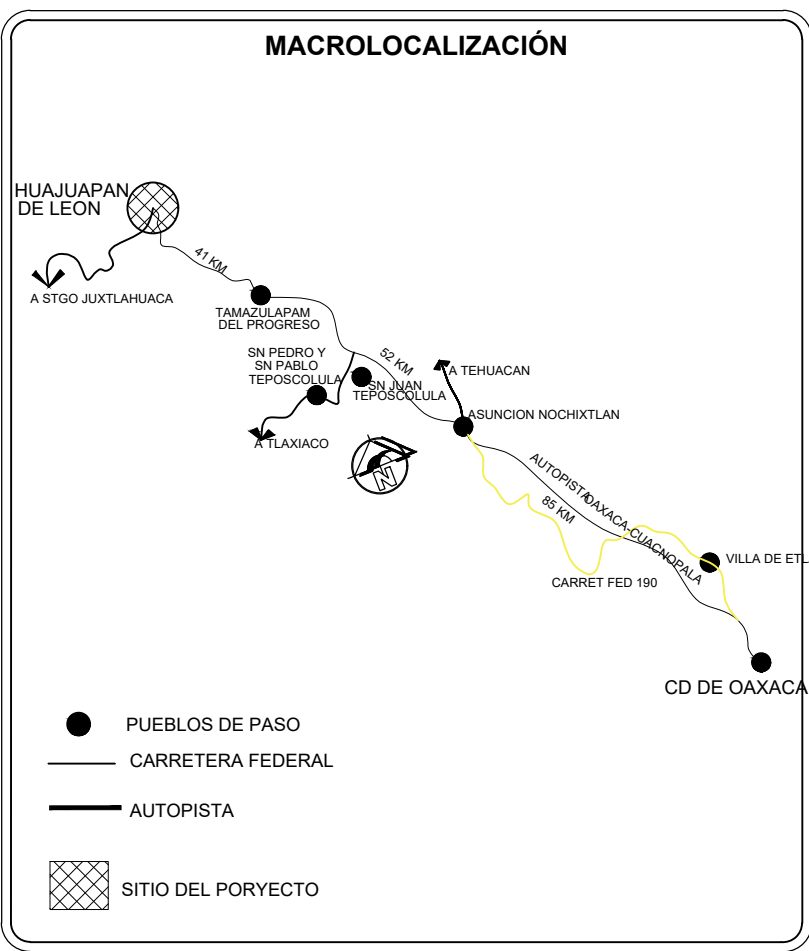 MACROLOCALIZACIÓN
HUAJUAPAN
DE LEON
41 KM
A STGO JUXTLAHUACA
TAMAZULAPAM
DEL PROGRESO
SN PEDRO Y
SN PABLO
TEPOSCOLULA
52 KM
SN JUAN
TEPOSCOLULA
A TEHUACAN
A TLAXIACO
ASUNCION NOCHIXTLAN
N
AUTOPISTA OAXACA-CUACNOPALA
85 KM
CARRET FED 190
VILLA DE ETL
CD DE OAXACA
PUEBLOS DE PASO
CARRETERA FEDERAL
AUTOPISTA
SITIO DEL PORYECTO